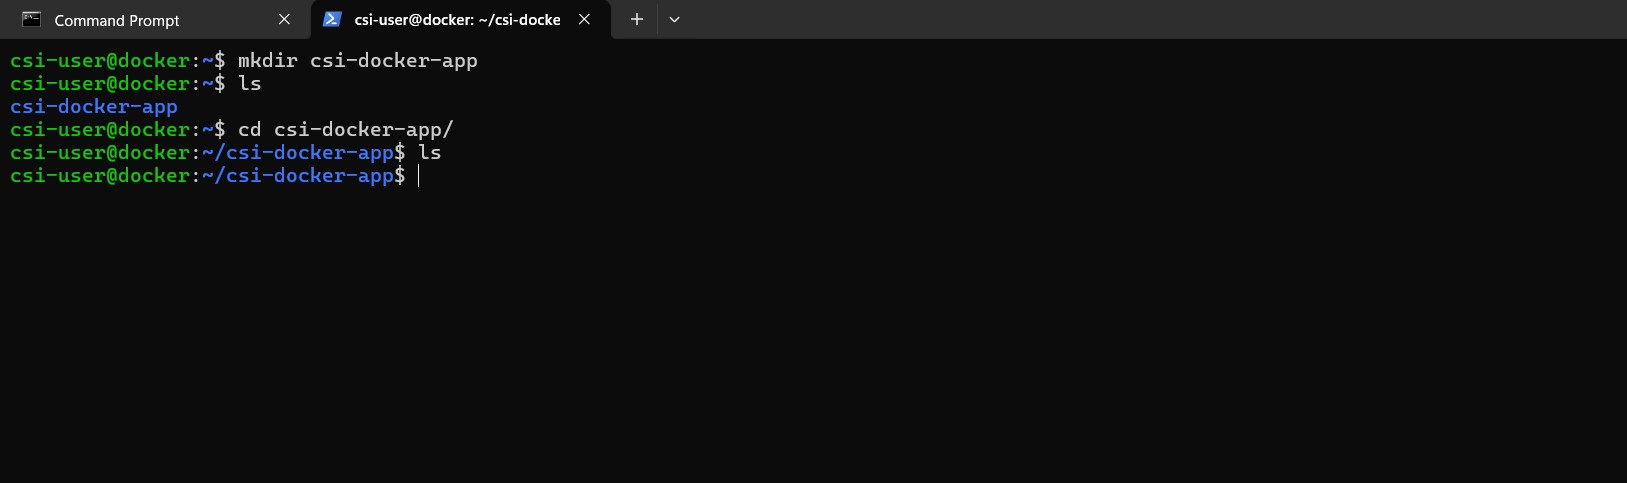 Command Prompt
csi-user@docker: ~/csi-docke
csi-user@docker:~$ mkdir csi-docker-app
csi-user@docker:~$ ls
csi-docker-app
csi-user@docker:~$ cd csi-docker-app/
csi-user@docker:~/csi-docker-app$ ls
csi-user@docker:~/csi-docker-app$